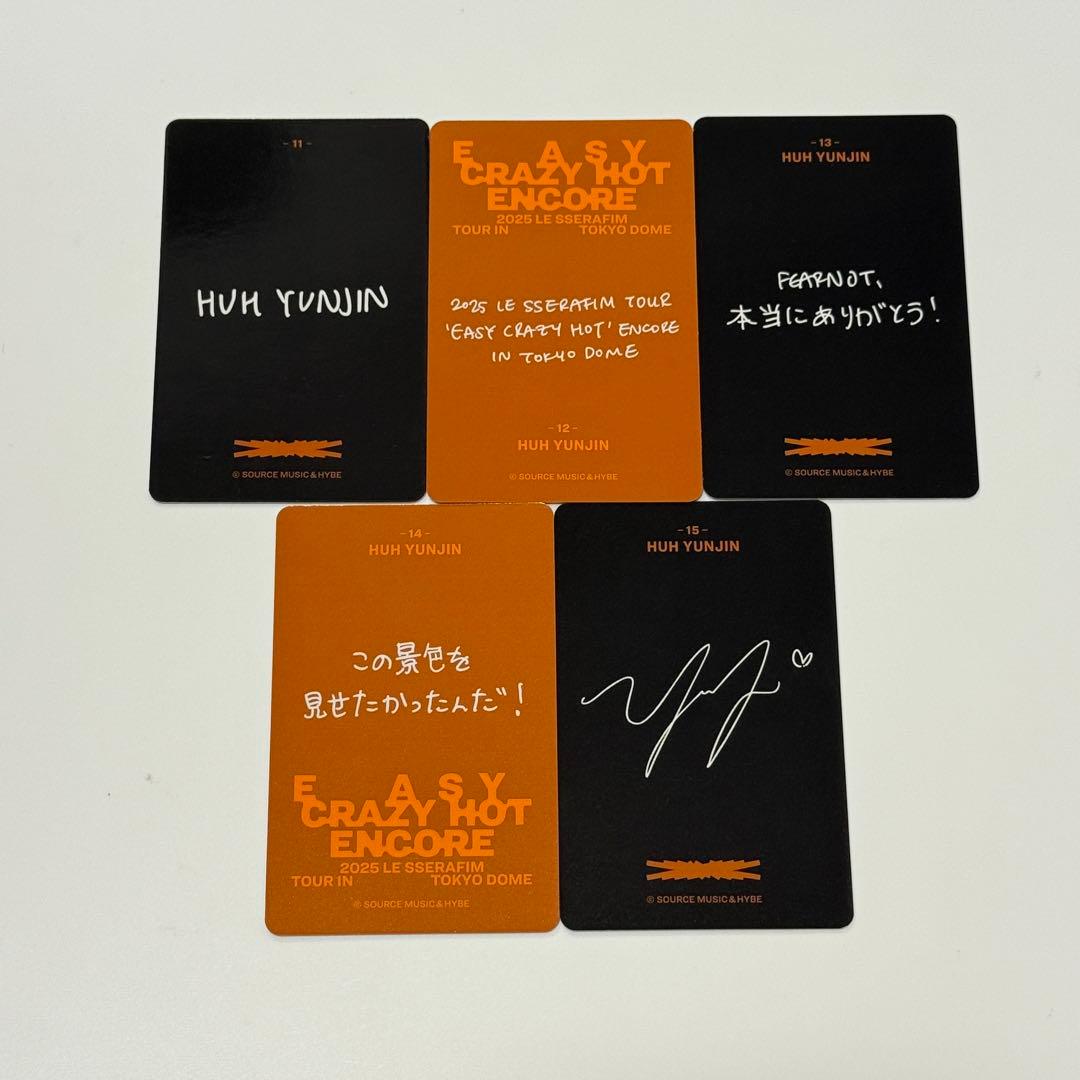 - 11 -
HUH YUNJIN
© SOURCE MUSIC & HYBE
EASY
CRAZY HOT
ENCORE
2025 LE SSERAFIM
TOUR IN TOKYO DOME
2025 LE SSERAFIM TOUR
'EASY CRAZY HOT' ENCORE
IN TOKYO DOME
- 12 -
HUH YUNJIN
© SOURCE MUSIC & HYBE
- 13 -
HUH YUNJIN
FEARNOT、
本当にありがとう!
© SOURCE MUSIC & HYBE
- 14 -
HUH YUNJIN
この景色を
見せたかったんだ!
EASY
CRAZY HOT
ENCORE
2025 LE SSERAFIM
TOUR IN TOKYO DOME
© SOURCE MUSIC & HYBE
- 15 -
HUH YUNJIN
© SOURCE MUSIC & HYBE